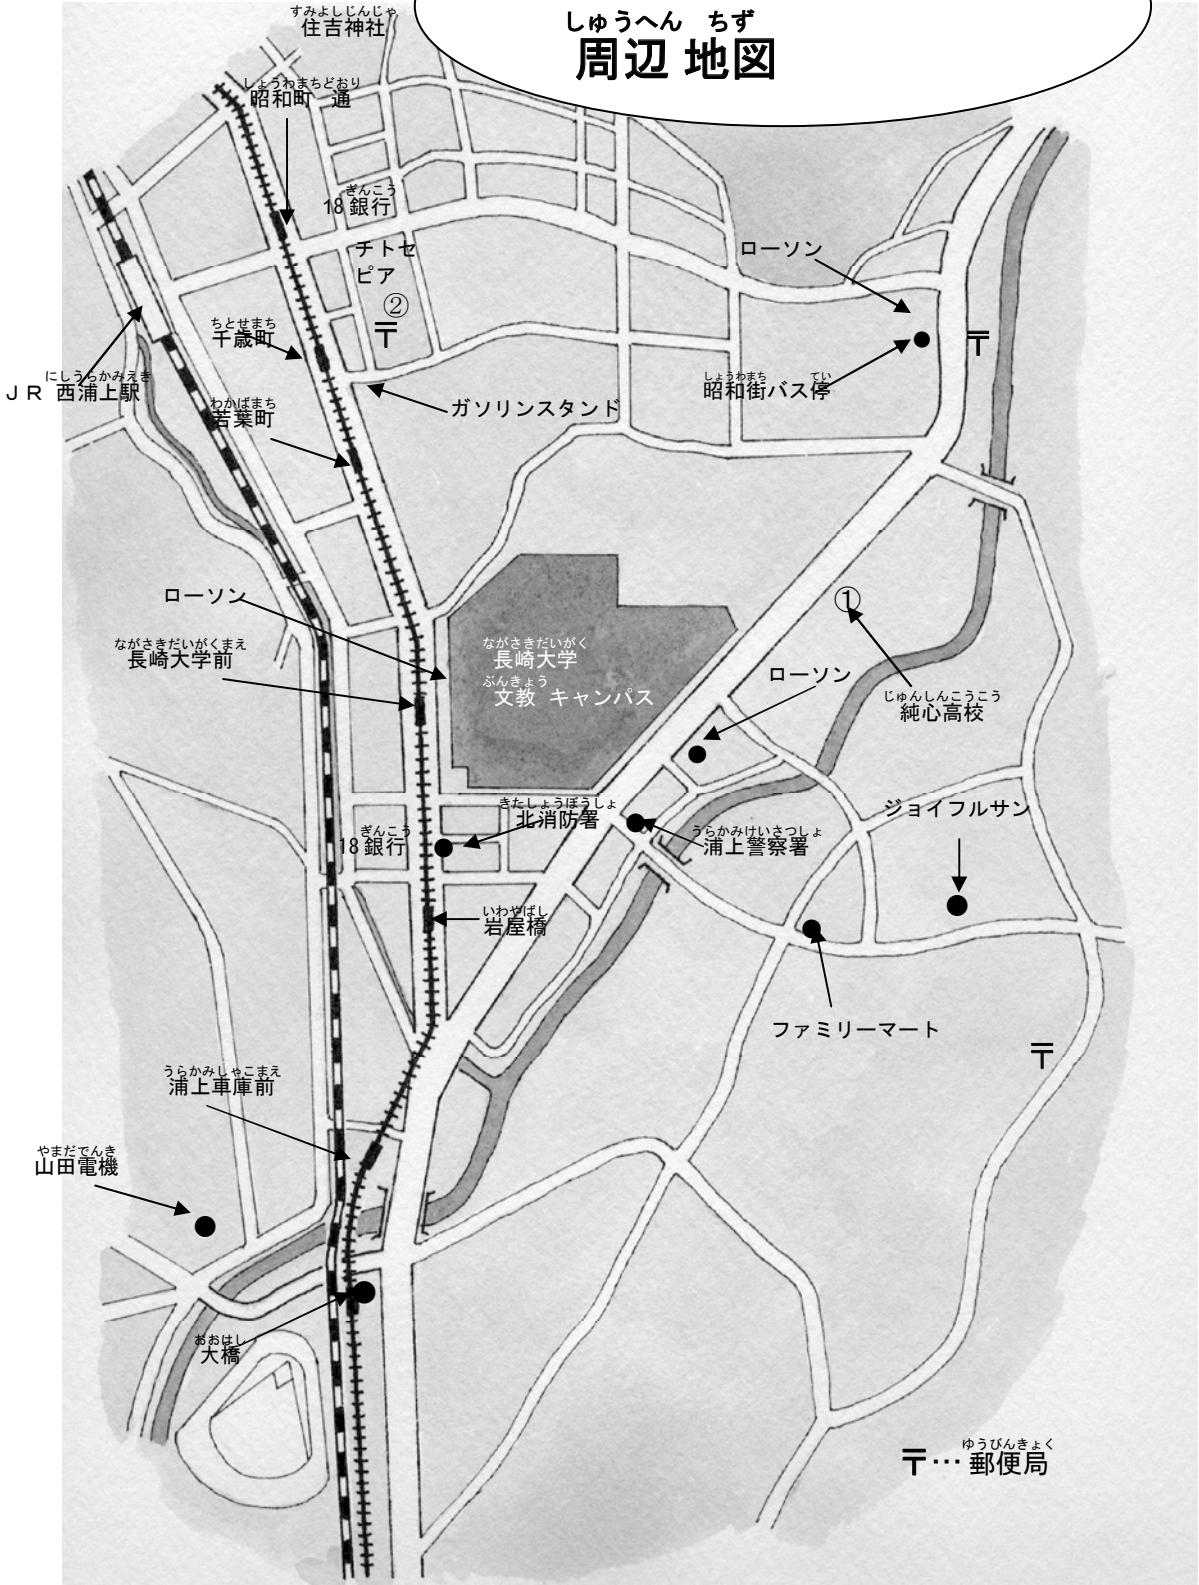 しゅうへん ちず
周辺 地図
すみよしじんじゃ
住吉神社
しょうわまちどおり
昭和町 通
ぎんこう
18銀行
チトセ
ピア
②
〒
ローソン
〒
ちとせまち
千歳町
にしうらかみえき
ＪＲ 西浦上駅
しょうわまち てい
昭和街バス停
わかばまち
若葉町
ガソリンスタンド
ローソン
①
ながさきだいがくまえ
長崎大学前
ながさきだいがく
長崎大学
ぶんきょう
文教 キャンパス
ローソン
じゅんしんこうこう
純心高校
きたしょうぼうしょ
北消防署
ジョイフルサン
ぎんこう
18銀行
うらかみけいさつしょ
浦上警察署
いわやばし
岩屋橋
ファミリーマート
〒
うらかみしゃこまえ
浦上車庫前
やまだでんき
山田電機
おおはし
大橋
ゆうびんきょく
〒… 郵便局